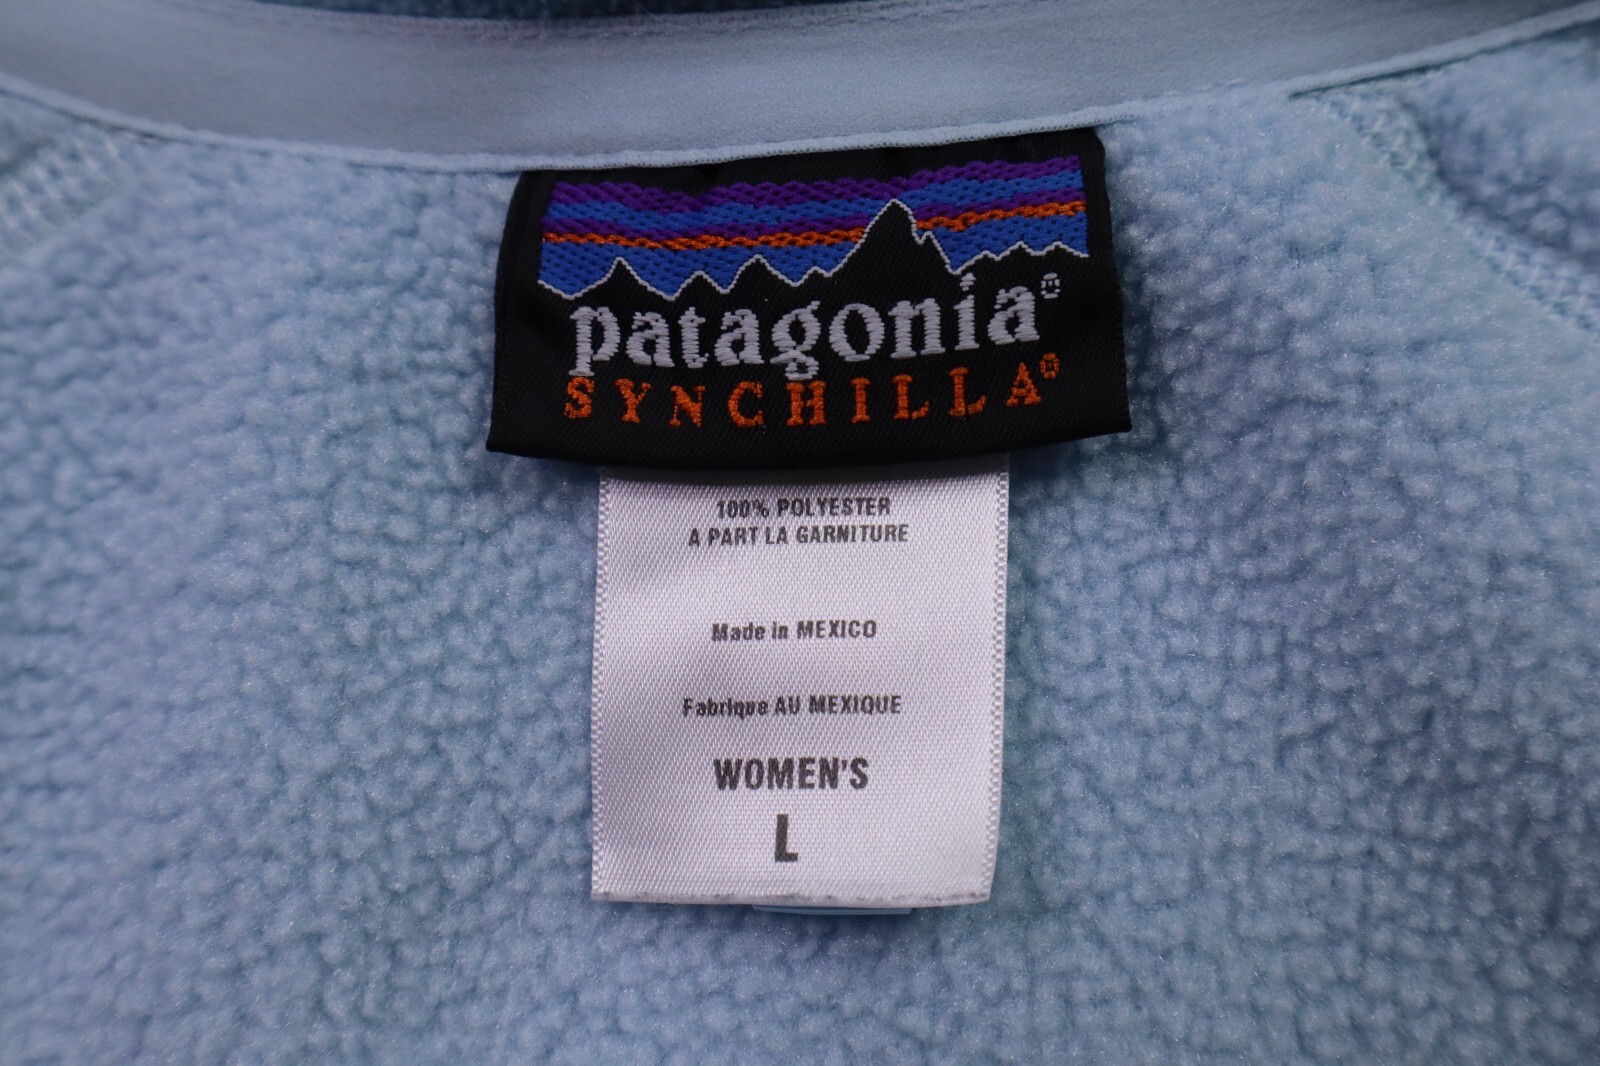 patagonia®
SYNCHILLA®
100% POLYESTER
A PART LA GARNITURE
Made in MEXICO
Fabrique AU MEXIQUE
WOMEN'S
L